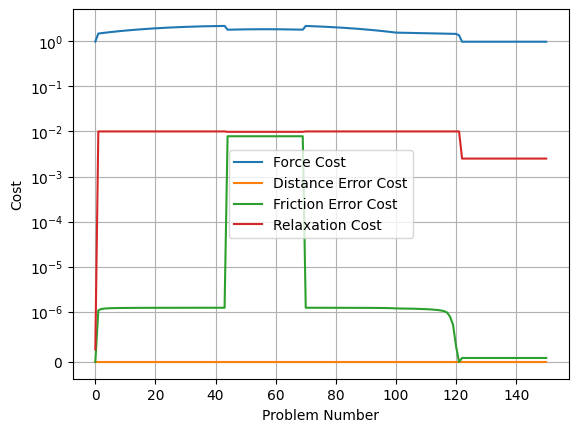 10⁰
10⁻¹
10⁻²
10⁻³
10⁻⁴
10⁻⁵
10⁻⁶
0
Cost
Force Cost
Distance Error Cost
Friction Error Cost
Relaxation Cost
0 20 40 60 80 100 120 140
Problem Number